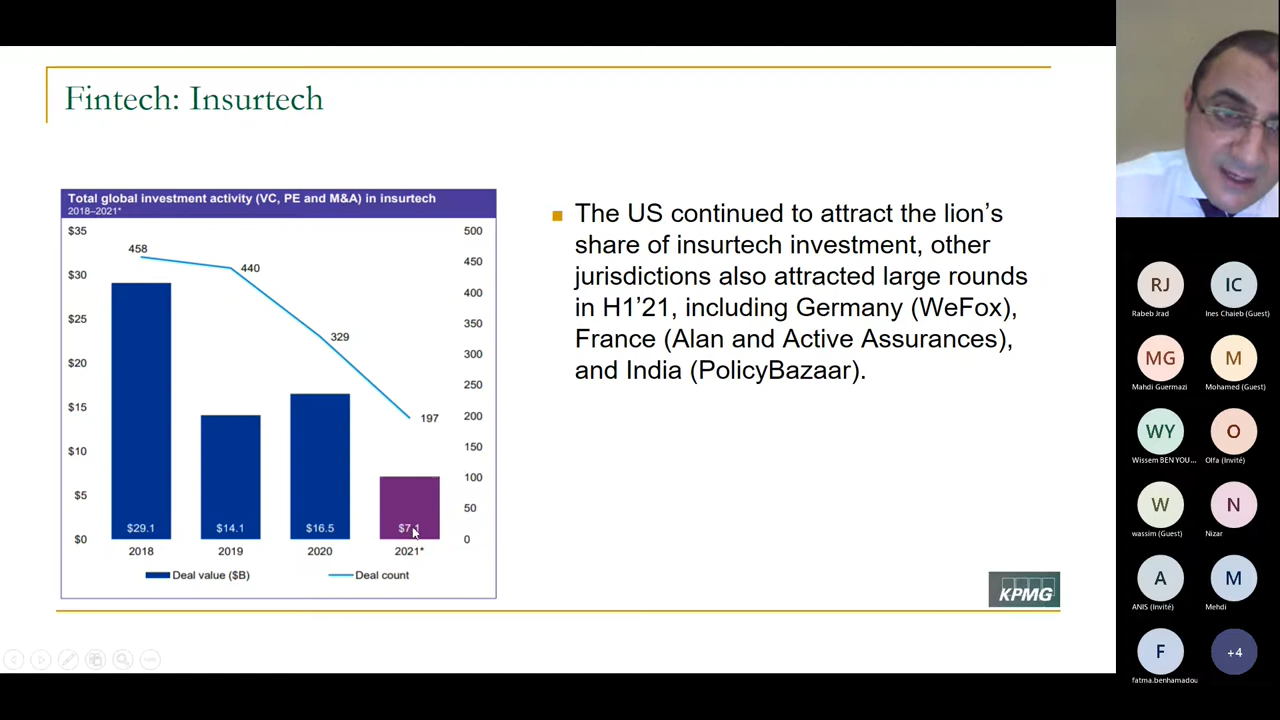 Fintech: Insurtech
Total global investment activity (VC, PE and M&A) in insurtech
2018–2021*
$35
$30
$25
$20
$15
$10
$5
$0
458
440
329
197
500
450
400
350
300
250
200
150
100
50
0
$29.1
$14.1
$16.5
2018
2019
2020
2021*
Deal value ($B)
Deal count
The US continued to attract the lion’s
share of insurtech investment, other
jurisdictions also attracted large rounds
in H1’21, including Germany (WeFox),
France (Alan and Active Assurances),
and India (PolicyBazaar).
KPMG
RJ
Rabeb Jrad
IC
Ines Chaieb (Guest)
MG
Mahdi Guermazi
M
Mohamed (Guest)
WY
Wissem BEN YOU...
O
Olfa (Invité)
W
wassim (Guest)
N
Nizar
A
ANIS (Invité)
M
Mehdi
F
fatma.benhamadou
+4